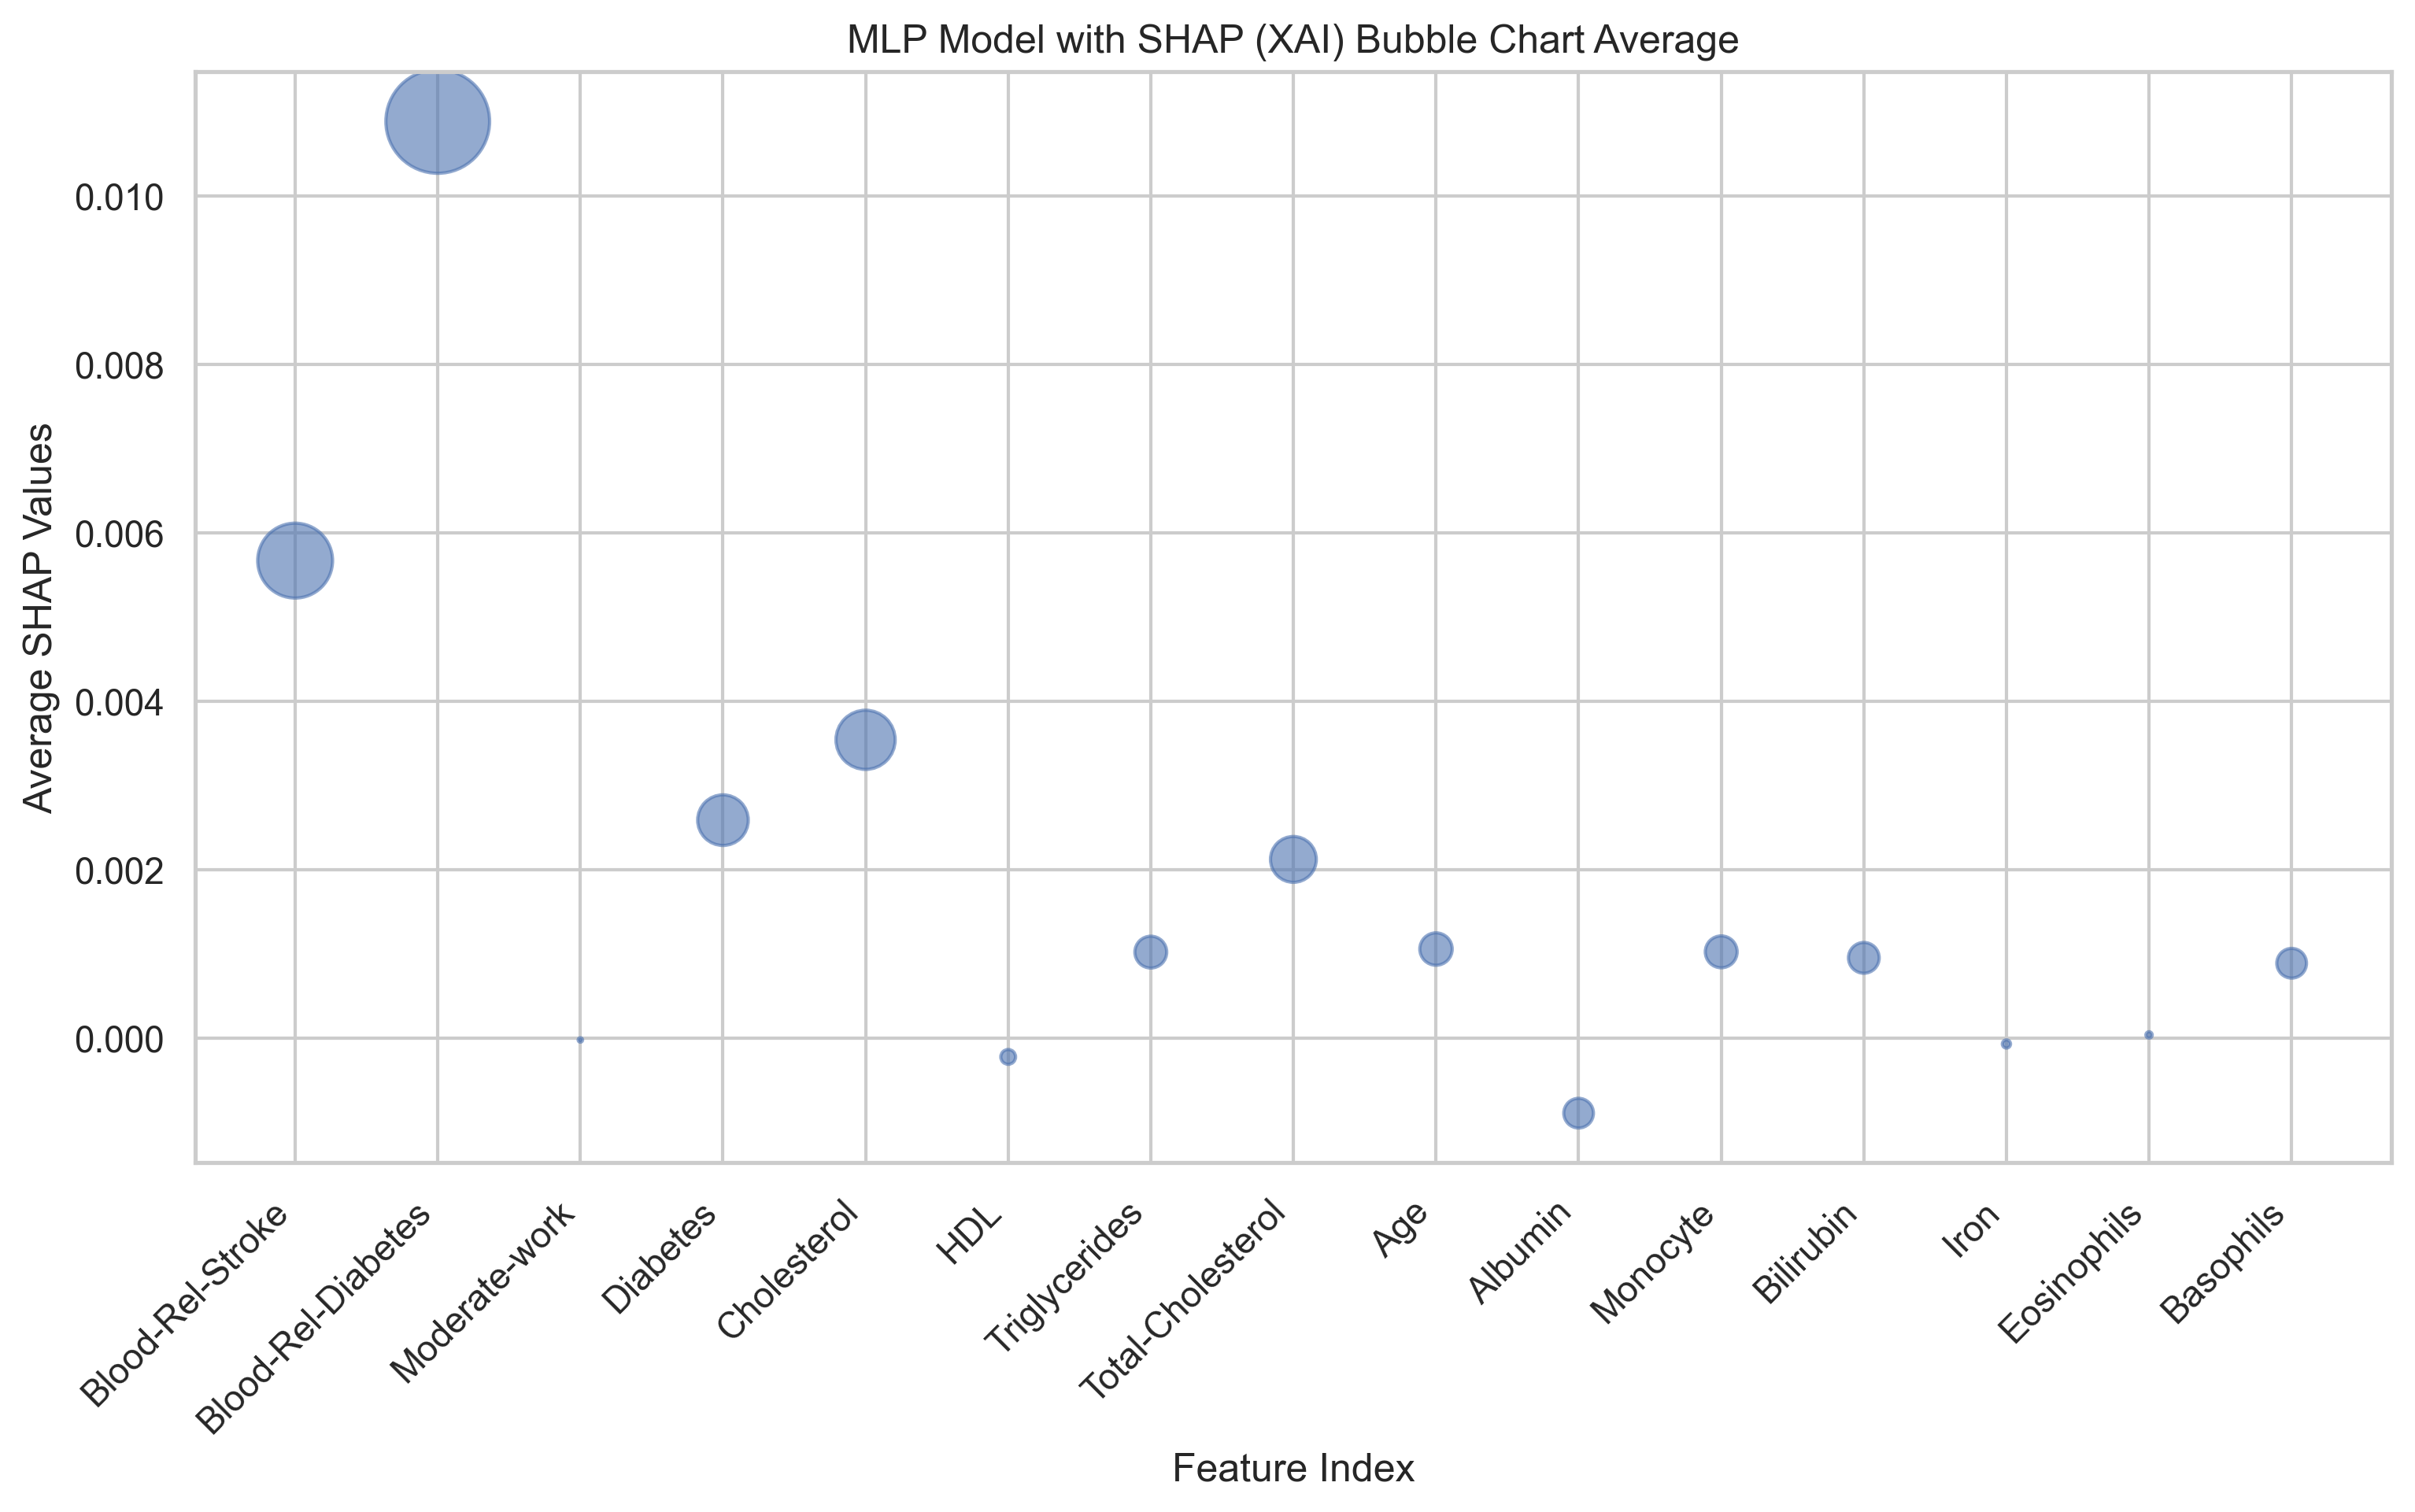 MLP Model with SHAP (XAI) Bubble Chart Average
Average SHAP Values
0.010
0.008
0.006
0.004
0.002
0.000
Blood-Rel-Stroke
Blood-Rel-Diabetes
Moderate-work
Diabetes
Cholesterol
HDL
Triglycerides
Total-Cholesterol
Age
Albumin
Monocyte
Bilirubin
Iron
Eosinophils
Basophils
Feature Index